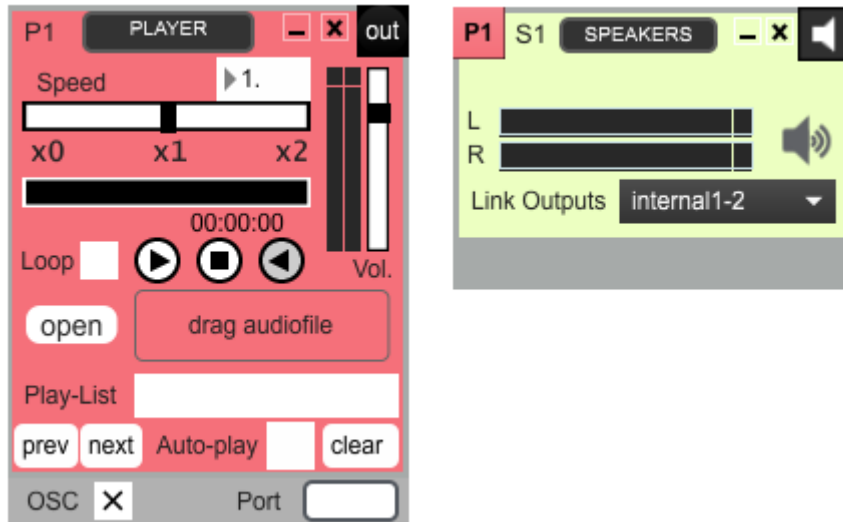 P1 PLAYER out
Speed 1.
x0 x1 x2
00:00:00
Loop
Vol.
open drag audiofile
Play-List
prev next Auto-play clear
OSC X Port
P1 S1 SPEAKERS
L
R
Link Outputs internal1-2